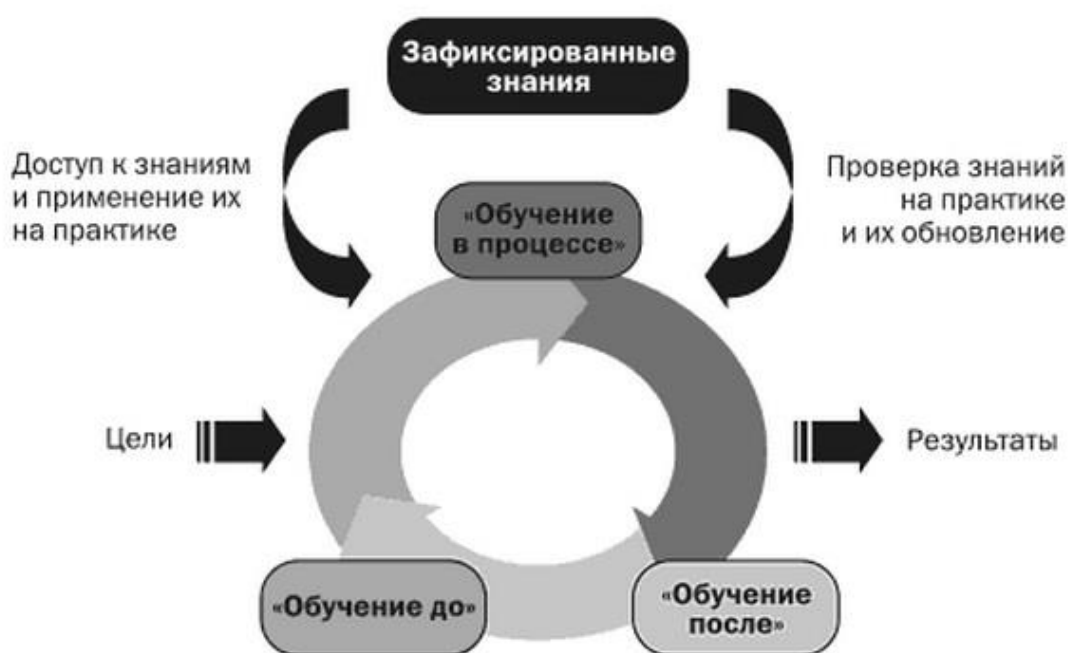 Зафиксированные
знания
Доступ к знаниям
и применение их
на практике
Проверка знаний
на практике
и их обновление
«Обучение
в процессе»
Цели
Результаты
«Обучение до»
«Обучение
после»